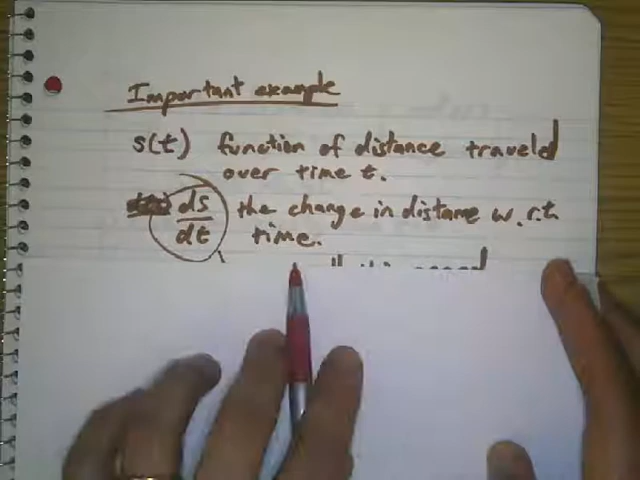 Important example
s(t) function of distance traveled
over time t.
ds/dt the change in distance w.r.t.
time.